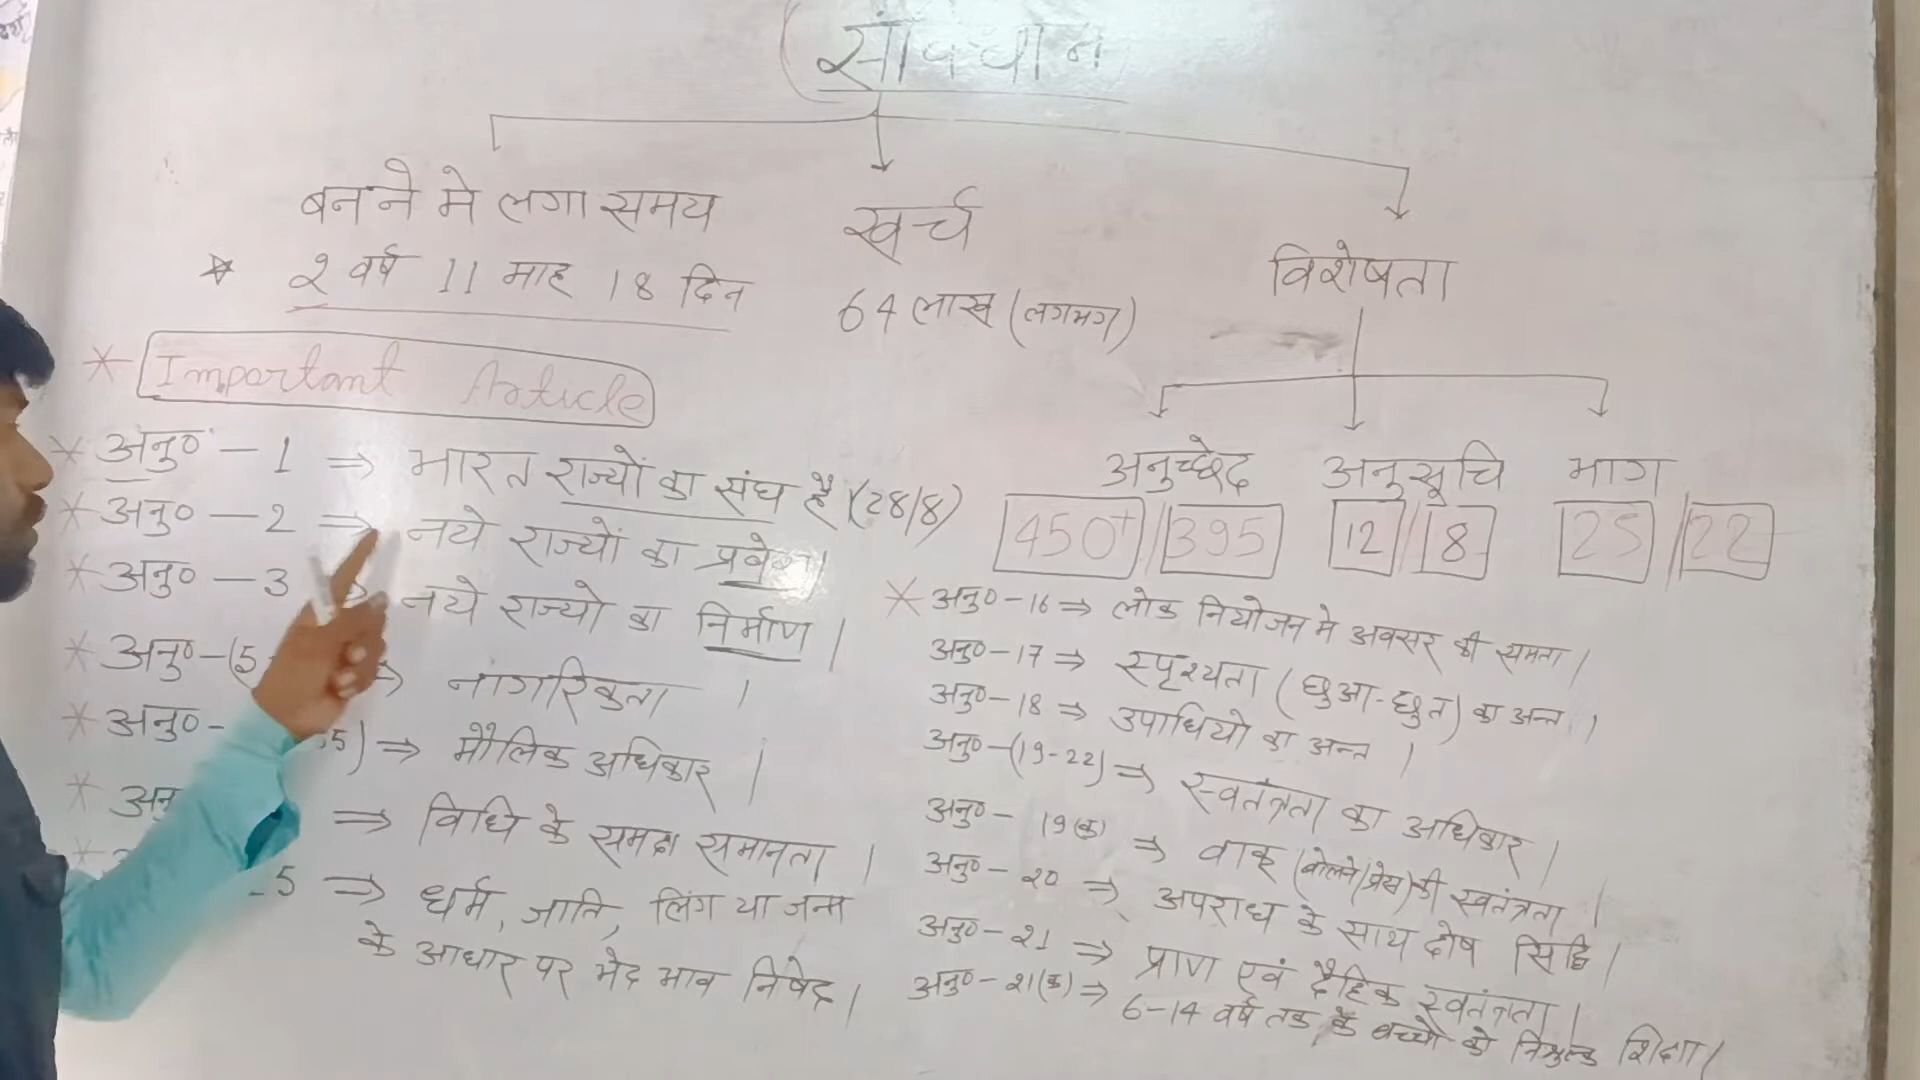 संविधान
बनने मे लगा समय
२ वर्ष 11 माह 18 दिन
खर्च
64 लाख (लगभग)
विशेषता
अनुच्छेद अनुसूचि भाग
450+ / 395 12 / 8 25 / 22
* Important Article
* अनु० – 1 ⇒ भारत राज्यों का संघ है। (28/8)
* अनु० – 2 ⇒ नये राज्यों का प्रवेश।
* अनु० – 3 नये राज्यो का निर्माण।
* अनु० – (5 ⇒ नागरिकता।
* अनु० – 5) ⇒ मौलिक अधिकार।
* अनु ⇒ विधि के समक्ष समानता।
5 ⇒ धर्म, जाति, लिंग या जन्म
के आधार पर भेद भाव निषेद।
* अनु० – 16 ⇒ लोक नियोजन मे अवसर की समता।
अनु० – 17 ⇒ स्पृश्यता (छुआ-छुत) का अन्त।
अनु० – 18 ⇒ उपाधियो का अन्त।
अनु० – (19-22) ⇒ स्वतंत्रता का अधिकार।
अनु० – 19(क) ⇒ वाक् (बोलने/प्रेस) की स्वतंत्रता।
अनु० – २0 ⇒ अपराध के साथ दोष सिद्धि।
अनु० – २1 ⇒ प्राण एवं दैहिक स्वतंत्रता।
अनु० – २1(क) ⇒ 6-14 वर्ष तक के बच्चो को निशुल्क शिक्षा।